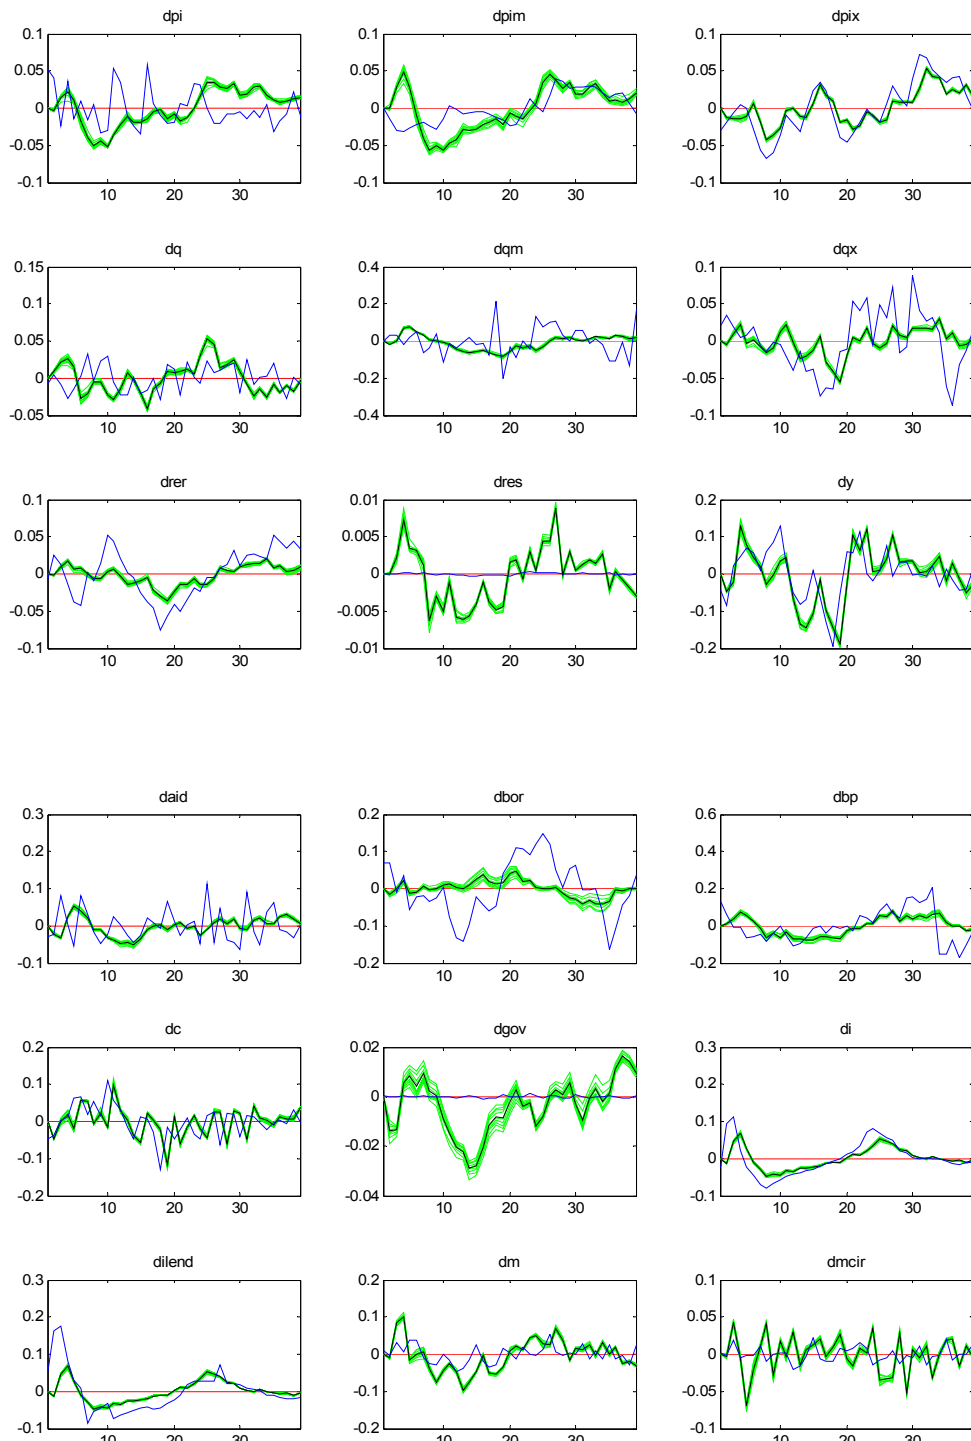 dpi dpim dpix
0.1 0.1 0.1
0.05 0.05 0.05
0 0 0
-0.05 -0.05 -0.05
-0.1 -0.1 -0.1
10 20 30 10 20 30 10 20 30
dq dqm dqx
0.15 0.4 0.1
0.1 0.2 0.05
0.05 0 0
0 -0.2 -0.05
-0.05 -0.4 -0.1
10 20 30 10 20 30 10 20 30
drer dres dy
0.1 0.01 0.2
0.05 0.005 0.1
0 0 0
-0.05 -0.005 -0.1
-0.1 -0.01 -0.2
10 20 30 10 20 30 10 20 30
daid dbor dbp
0.3 0.2 0.6
0.2 0.1 0.4
0.1 0 0.2
0 -0.1 0
-0.1 -0.2 -0.2
10 20 30 10 20 30 10 20 30
dc dgov di
0.2 0.02 0.3
0.1 0 0.2
0 -0.02 0.1
-0.1 -0.04 0
-0.2 -0.1
10 20 30 10 20 30 10 20 30
dilend dm dmcir
0.3 0.2 0.1
0.2 0.1 0.05
0.1 0 0
0 -0.1 -0.05
-0.1 -0.2 -0.1
10 20 30 10 20 30 10 20 30